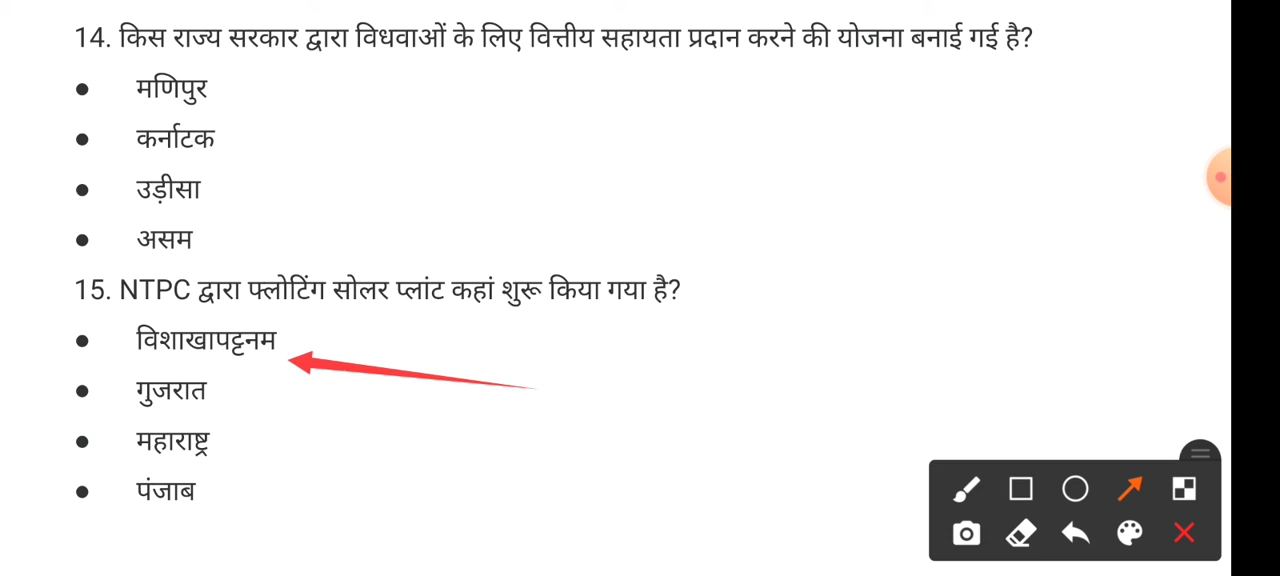 14. किस राज्य सरकार द्वारा विधवाओं के लिए वित्तीय सहायता प्रदान करने की योजना बनाई गई है?
● मणिपुर
● कर्नाटक
● उड़ीसा
● असम
15. NTPC द्वारा फ्लोटिंग सोलर प्लांट कहां शुरू किया गया है?
● विशाखापट्टनम
● गुजरात
● महाराष्ट्र
● पंजाब